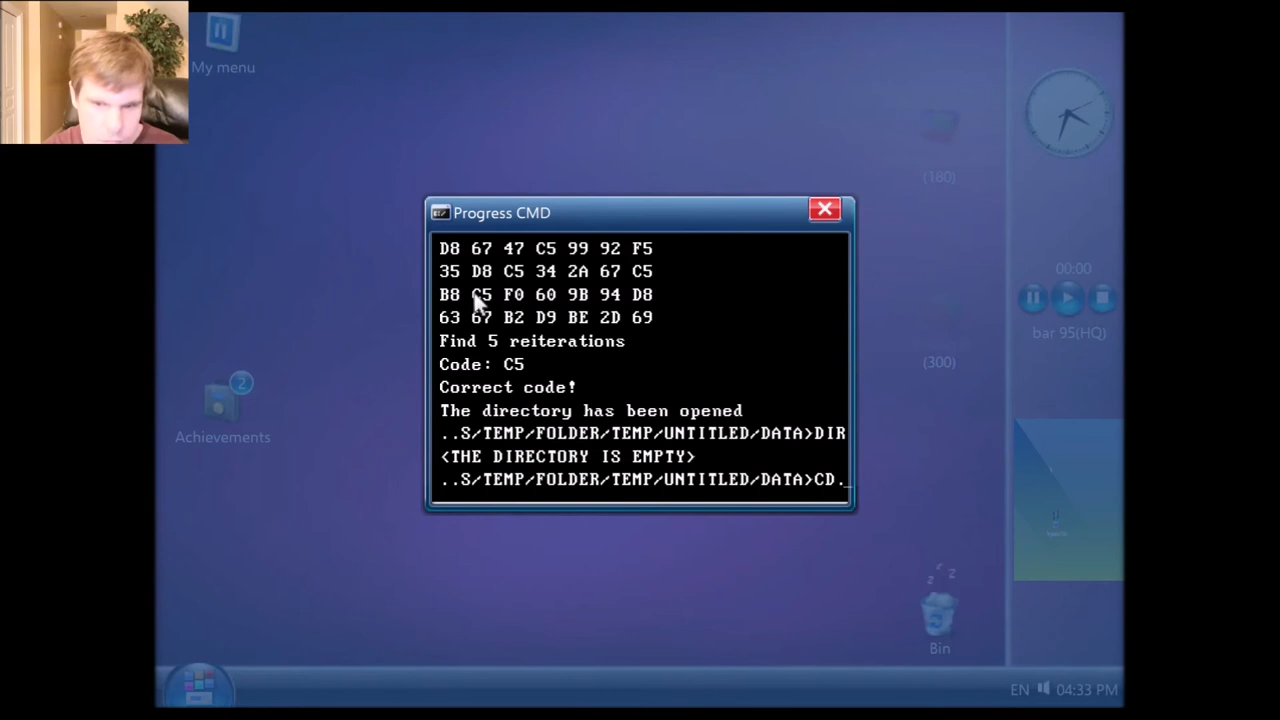 My menu
(180)
Progress CMD
D8 67 47 C5 99 92 F5
35 D8 C5 34 2A 67 C5
B8 C5 F0 60 9B 94 D8
63 67 B2 D9 BE 2D 69
Find 5 reiterations
Code: C5
Correct code!
The directory has been opened
..S/TEMP/FOLDER/TEMP/UNTITLED/DATA>DIR
<THE DIRECTORY IS EMPTY>
..S/TEMP/FOLDER/TEMP/UNTITLED/DATA>CD._
00:00
bar 95(HQ)
(300)
2
Achievements
z z
Bin
EN 04:33 PM